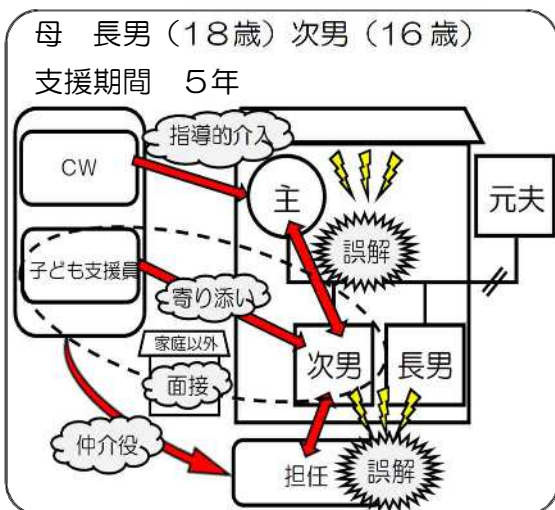 母　長男（１８歳）次男（１６歳）
支援期間　５年
指導的介入
CW
主
元夫
誤解
子ども支援員
寄り添い
家庭以外
面接
次男
長男
仲介役
担任
誤解